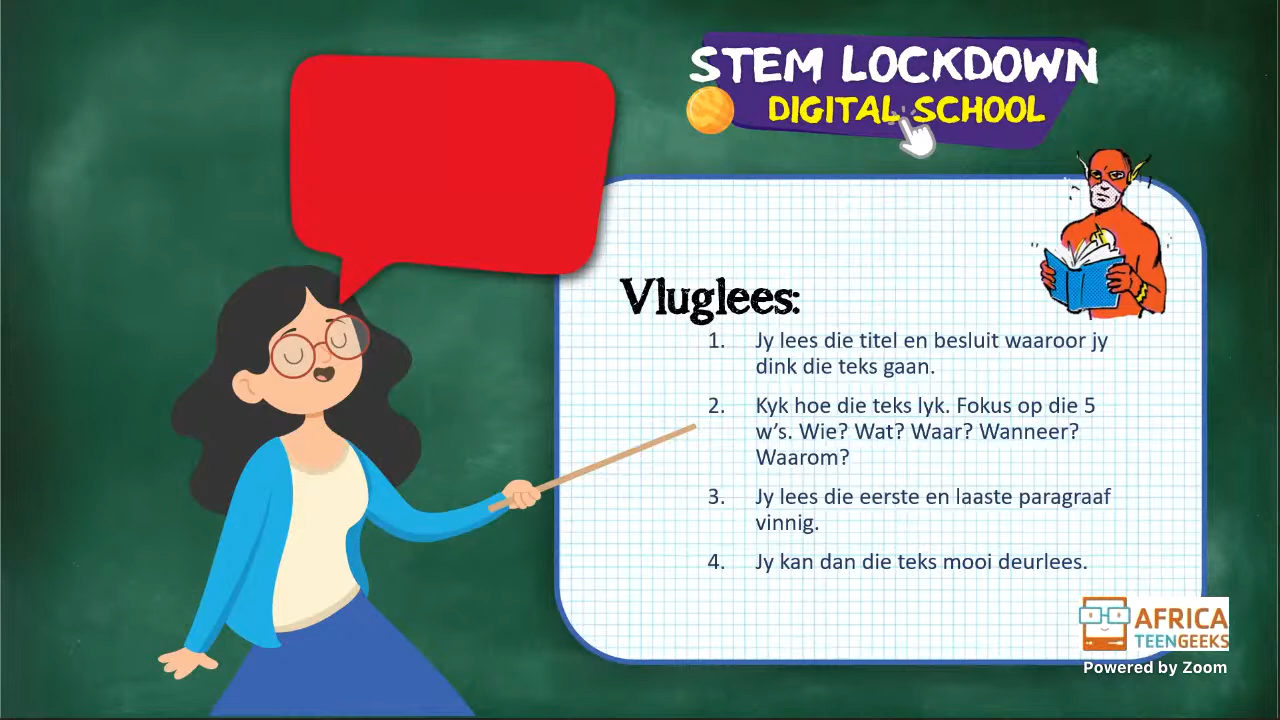 STEM LOCKDOWN
DIGITAL SCHOOL
Vluglees:
1. Jy lees die titel en besluit waaroor jy
dink die teks gaan.
2. Kyk hoe die teks lyk. Fokus op die 5
w’s. Wie? Wat? Waar? Wanneer?
Waarom?
3. Jy lees die eerste en laaste paragraaf
vinnig.
4. Jy kan dan die teks mooi deurlees.
AFRICA
TEENGEEKS
Powered by Zoom